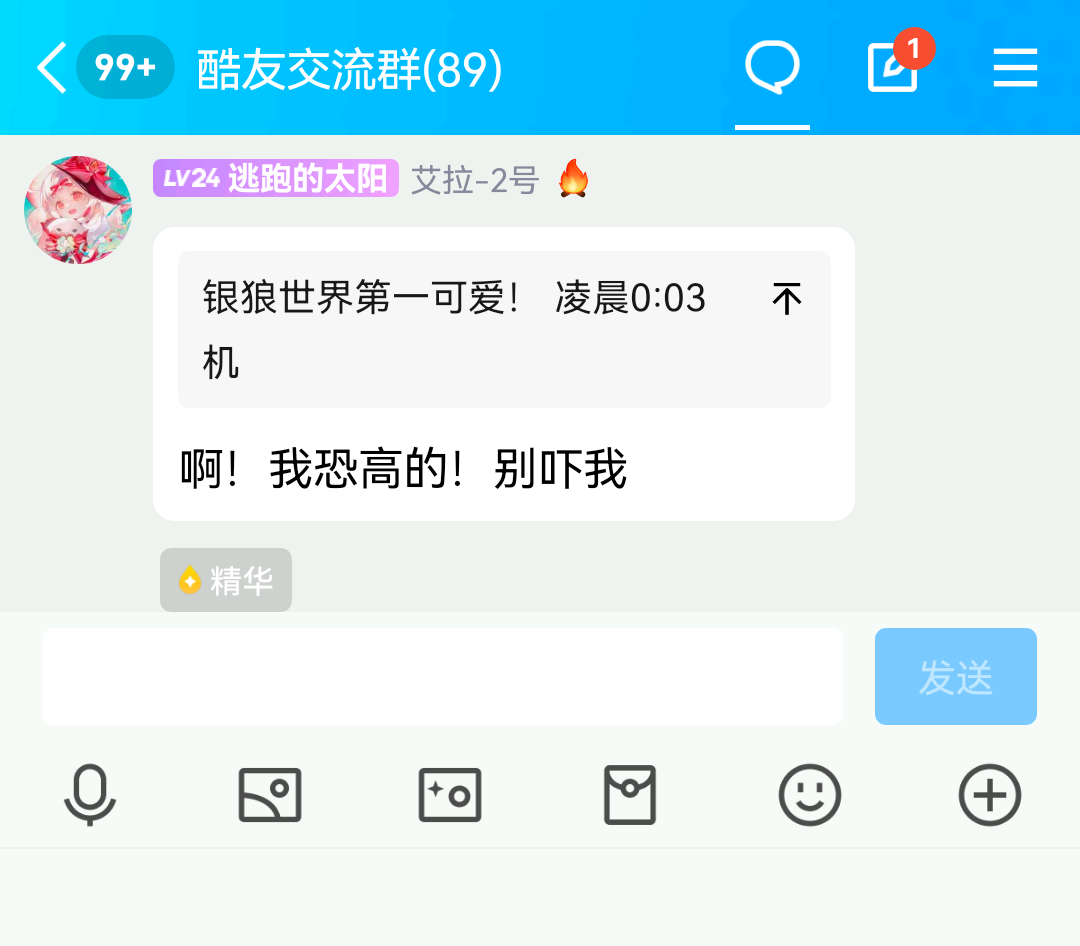 99+ 酷友交流群(89) 1
LV24 逃跑的太阳 艾拉-2号
银狼世界第一可爱！ 凌晨0:03
机
啊！我恐高的！别吓我
精华
发送